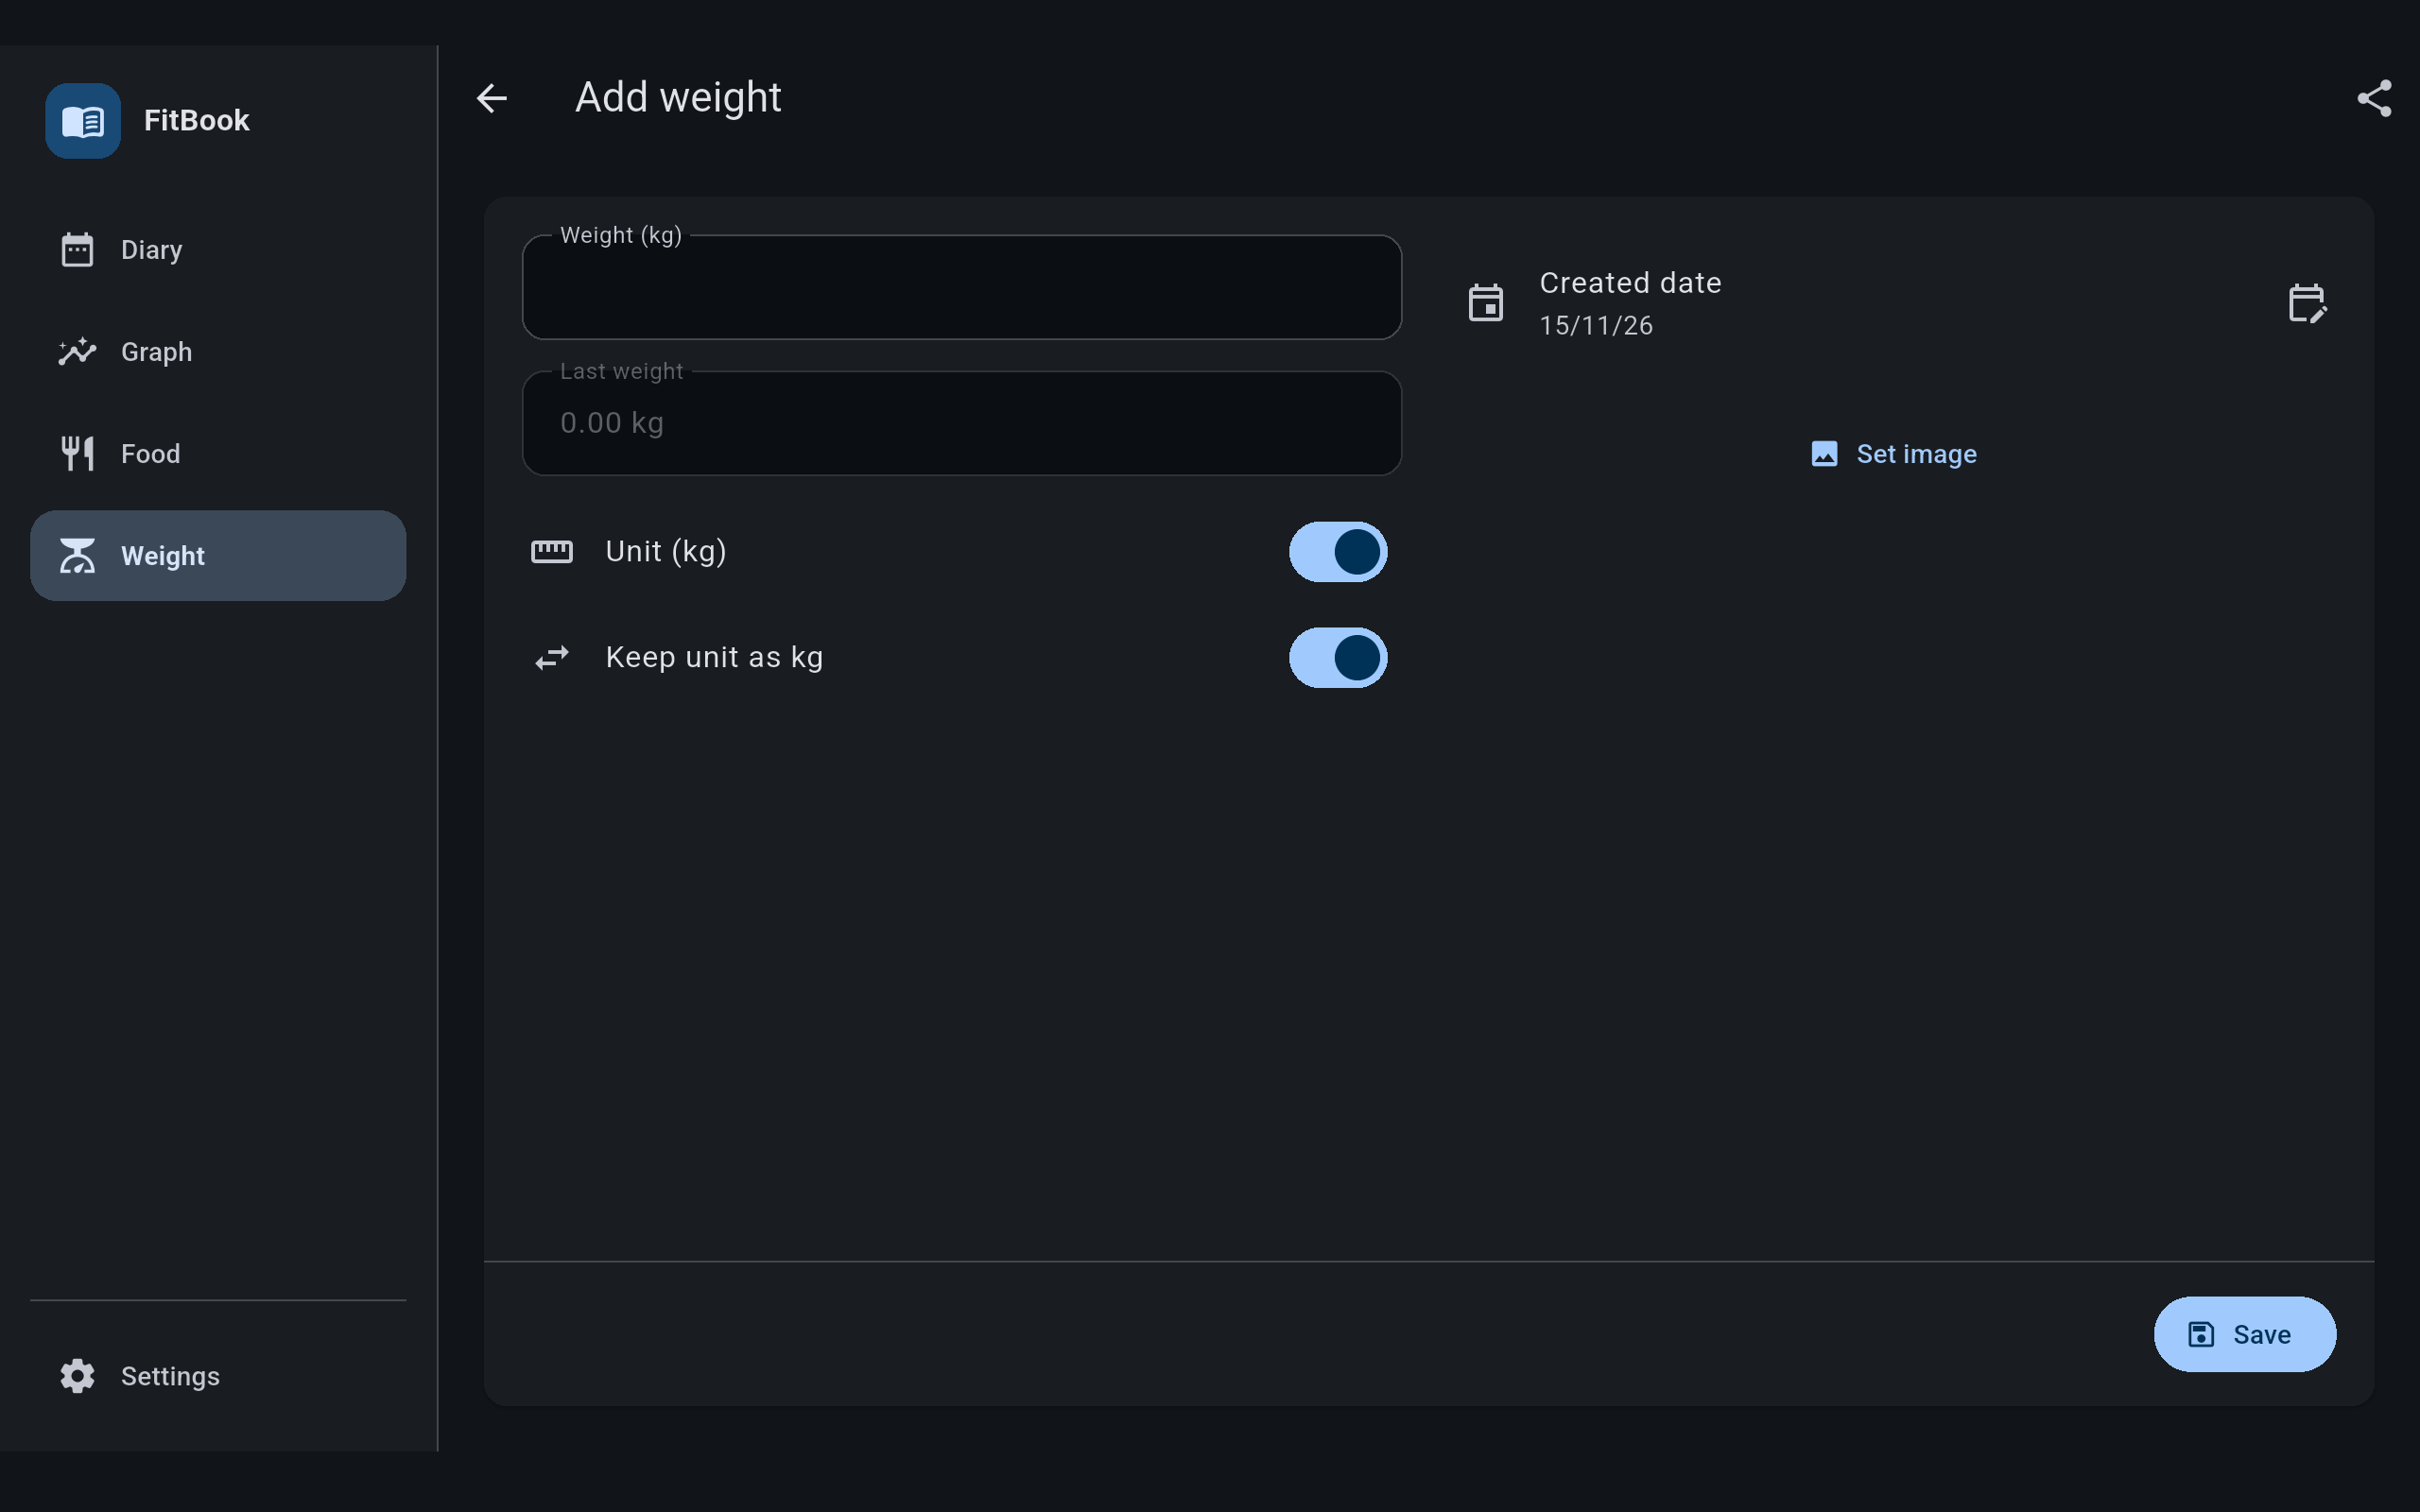 FitBook
Diary
Graph
Food
Weight
Settings
Add weight
Weight (kg)
Last weight
0.00 kg
Unit (kg)
Keep unit as kg
Created date
15/11/26
Set image
Save